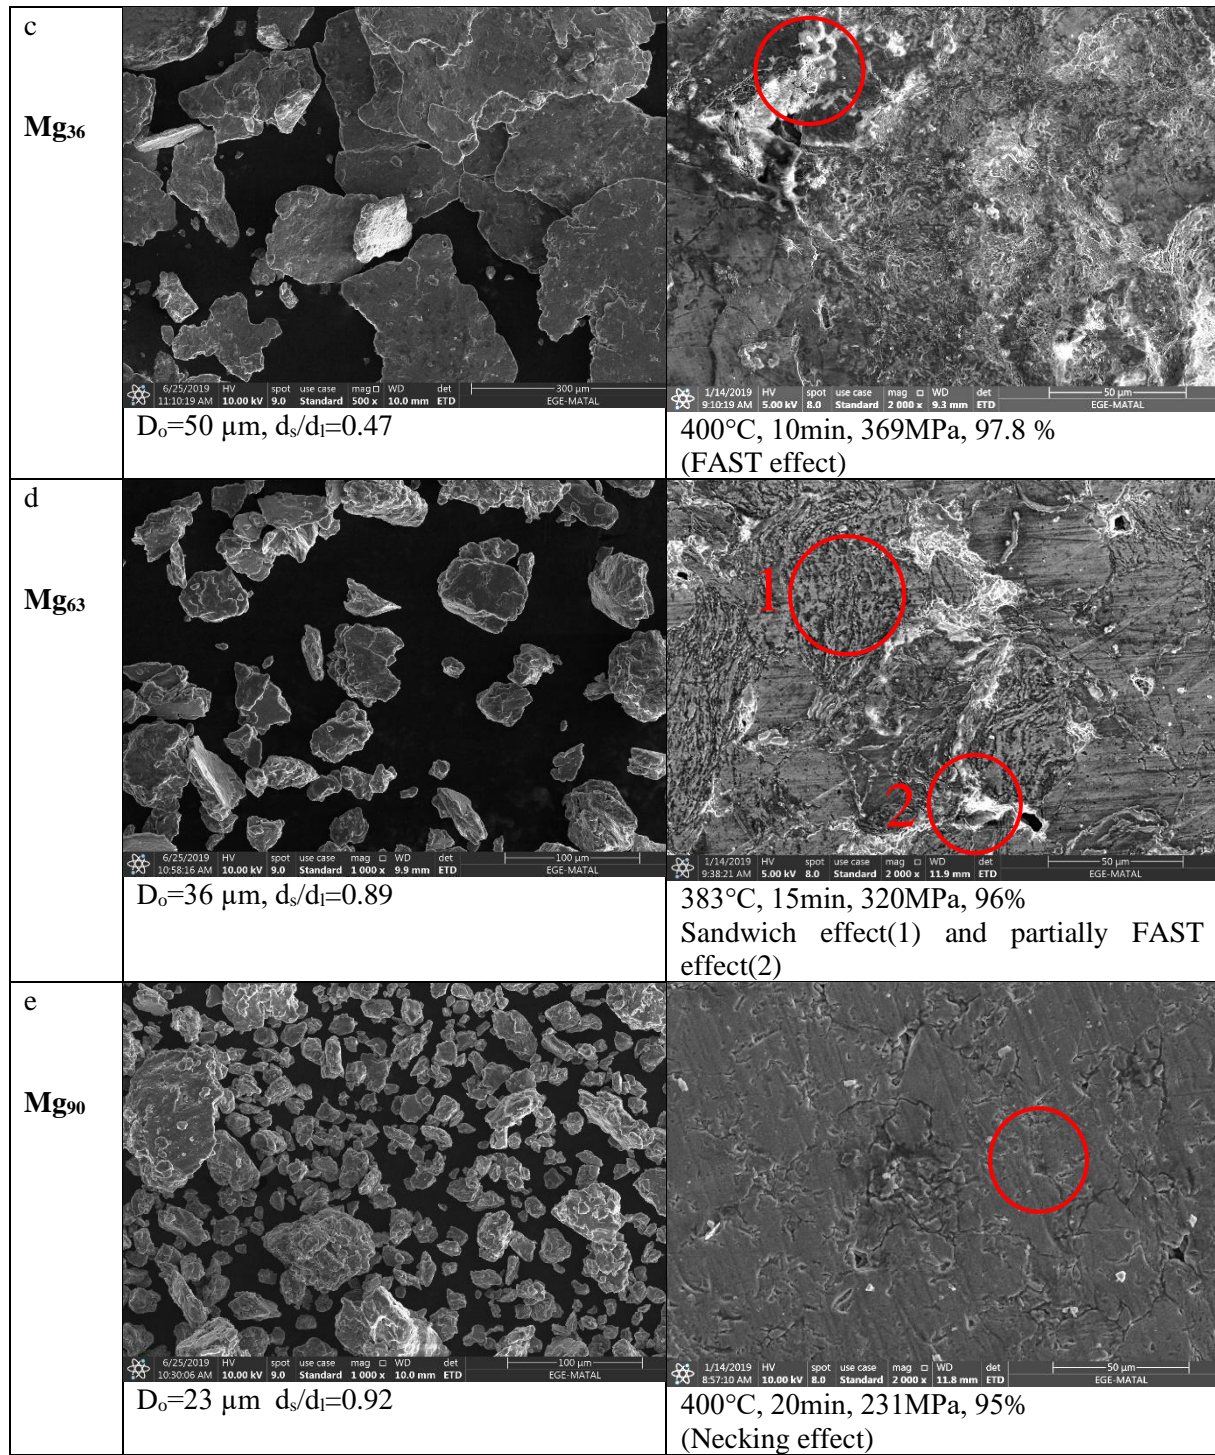 c
Mg₃₆
6/25/2019 HV spot use case mag □ WD det 300 µm
11:10:19 AM 10.00 kV 9.0 Standard 500 x 10.0 mm ETD EGE-MATAL
Dₒ=50 µm, dₛ/dₗ=0.47
1/14/2019 HV spot use case mag □ WD det 50 µm
9:10:19 AM 5.00 kV 8.0 Standard 2 000 x 9.3 mm ETD EGE-MATAL
400°C, 10min, 369MPa, 97.8 %
(FAST effect)
d
Mg₆₃
6/25/2019 HV spot use case mag □ WD det 100 µm
10:58:16 AM 10.00 kV 9.0 Standard 1 000 x 9.9 mm ETD EGE-MATAL
Dₒ=36 µm, dₛ/dₗ=0.89
1
2
1/14/2019 HV spot use case mag □ WD det 50 µm
9:38:21 AM 5.00 kV 8.0 Standard 2 000 x 11.9 mm ETD EGE-MATAL
383°C, 15min, 320MPa, 96%
Sandwich effect(1) and partially FAST
effect(2)
e
Mg₉₀
6/25/2019 HV spot use case mag □ WD det 100 µm
10:30:06 AM 10.00 kV 9.0 Standard 1 000 x 10.0 mm ETD EGE-MATAL
Dₒ=23 µm dₛ/dₗ=0.92
1/14/2019 HV spot use case mag □ WD det 50 µm
8:57:10 AM 10.00 kV 8.0 Standard 2 000 x 11.8 mm ETD EGE-MATAL
400°C, 20min, 231MPa, 95%
(Necking effect)